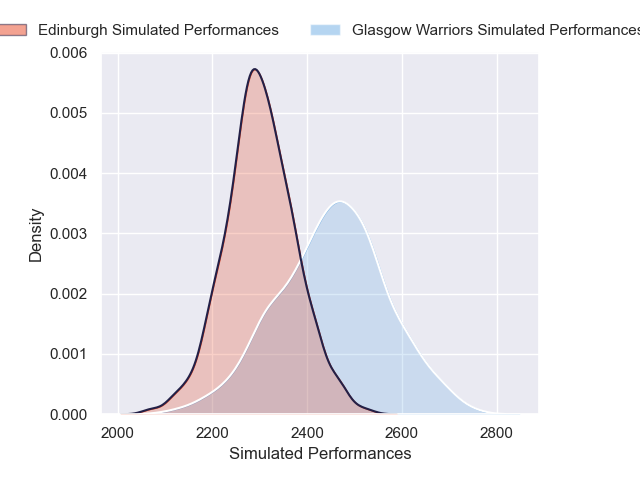 Edinburgh Simulated Performances Glasgow Warriors Simulated Performances
0.006
0.005
0.004
0.003
0.002
0.001
0.000
Density
2000 2200 2400 2600 2800
Simulated Performances